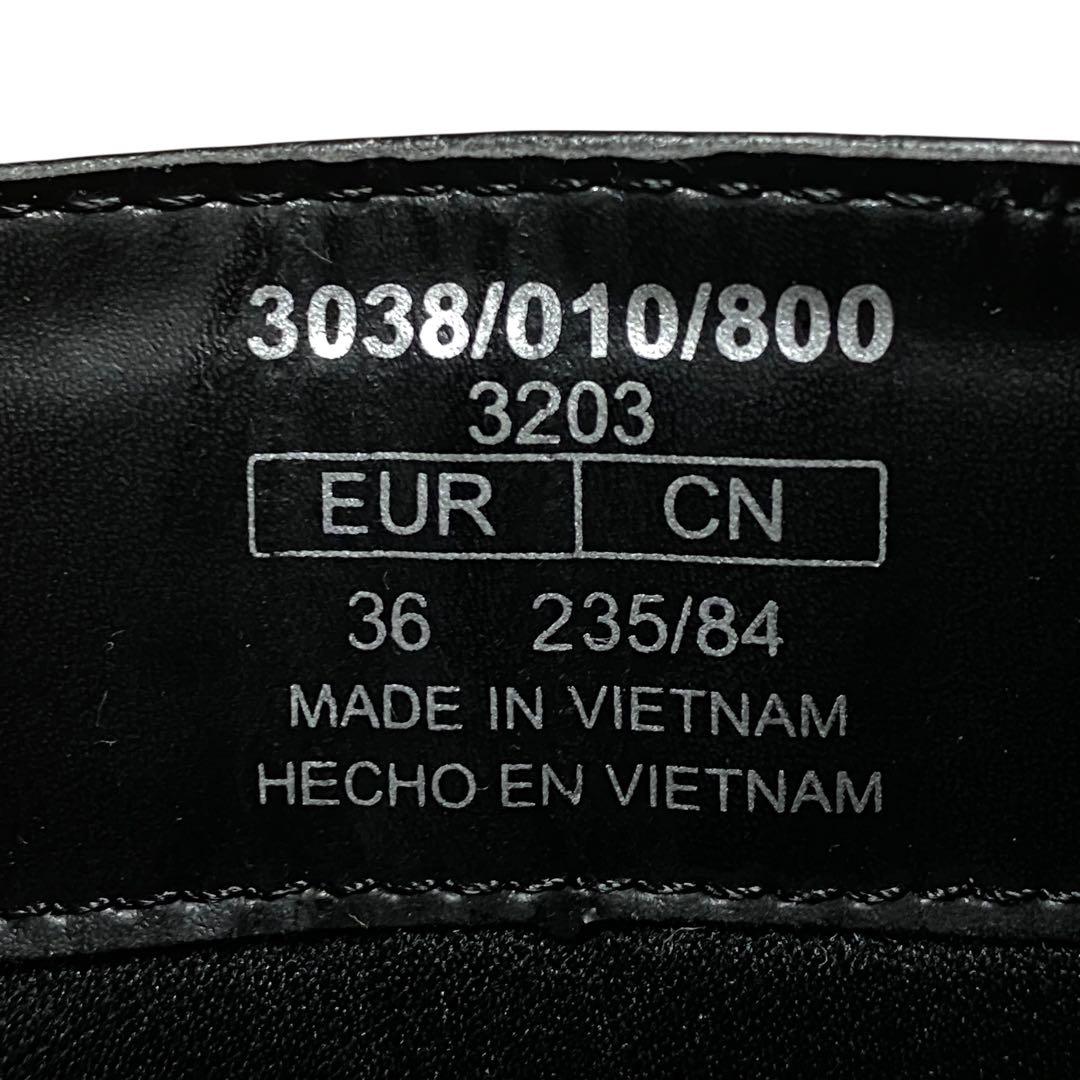 3038/010/800
3203
EUR CN
36 235/84
MADE IN VIETNAM
HECHO EN VIETNAM